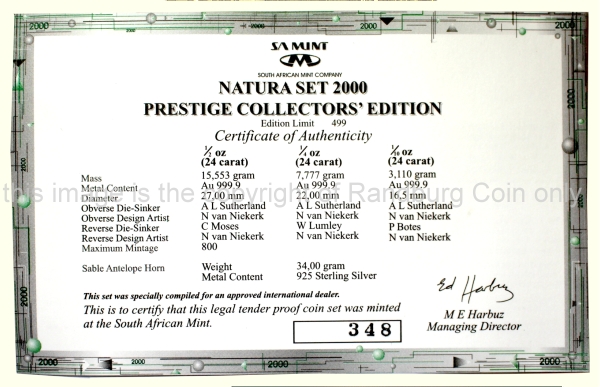 2000 2000 2000
SA MINT
SOUTH AFRICAN MINT COMPANY
NATURA SET 2000
PRESTIGE COLLECTORS' EDITION
Edition Limit 499
Certificate of Authenticity
½ oz ¼ oz ⅒ oz
(24 carat) (24 carat) (24 carat)
Mass 15,553 gram 7,777 gram 3,110 gram
Metal Content Au 999.9 Au 999.9 Au 999.9
this image is the copyright of Randburg Coin only
Diameter 27,00 mm 22,00 mm 16,5 mm
Obverse Die-Sinker A L Sutherland A L Sutherland A L Sutherland
Obverse Design Artist N van Niekerk N van Niekerk N van Niekerk
Reverse Die-Sinker C Moses W Lumley P Botes
Reverse Design Artist N van Niekerk N van Niekerk N van Niekerk
Maximum Mintage 800
Sable Antelope Horn Weight 34,00 gram
Metal Content 925 Sterling Silver
This set was specially compiled for an approved international dealer.
This is to certify that this legal tender proof coin set was minted
at the South African Mint.
348
Ed Harbuz
M E Harbuz
Managing Director
2000
2000
2000
2000 2000 2000